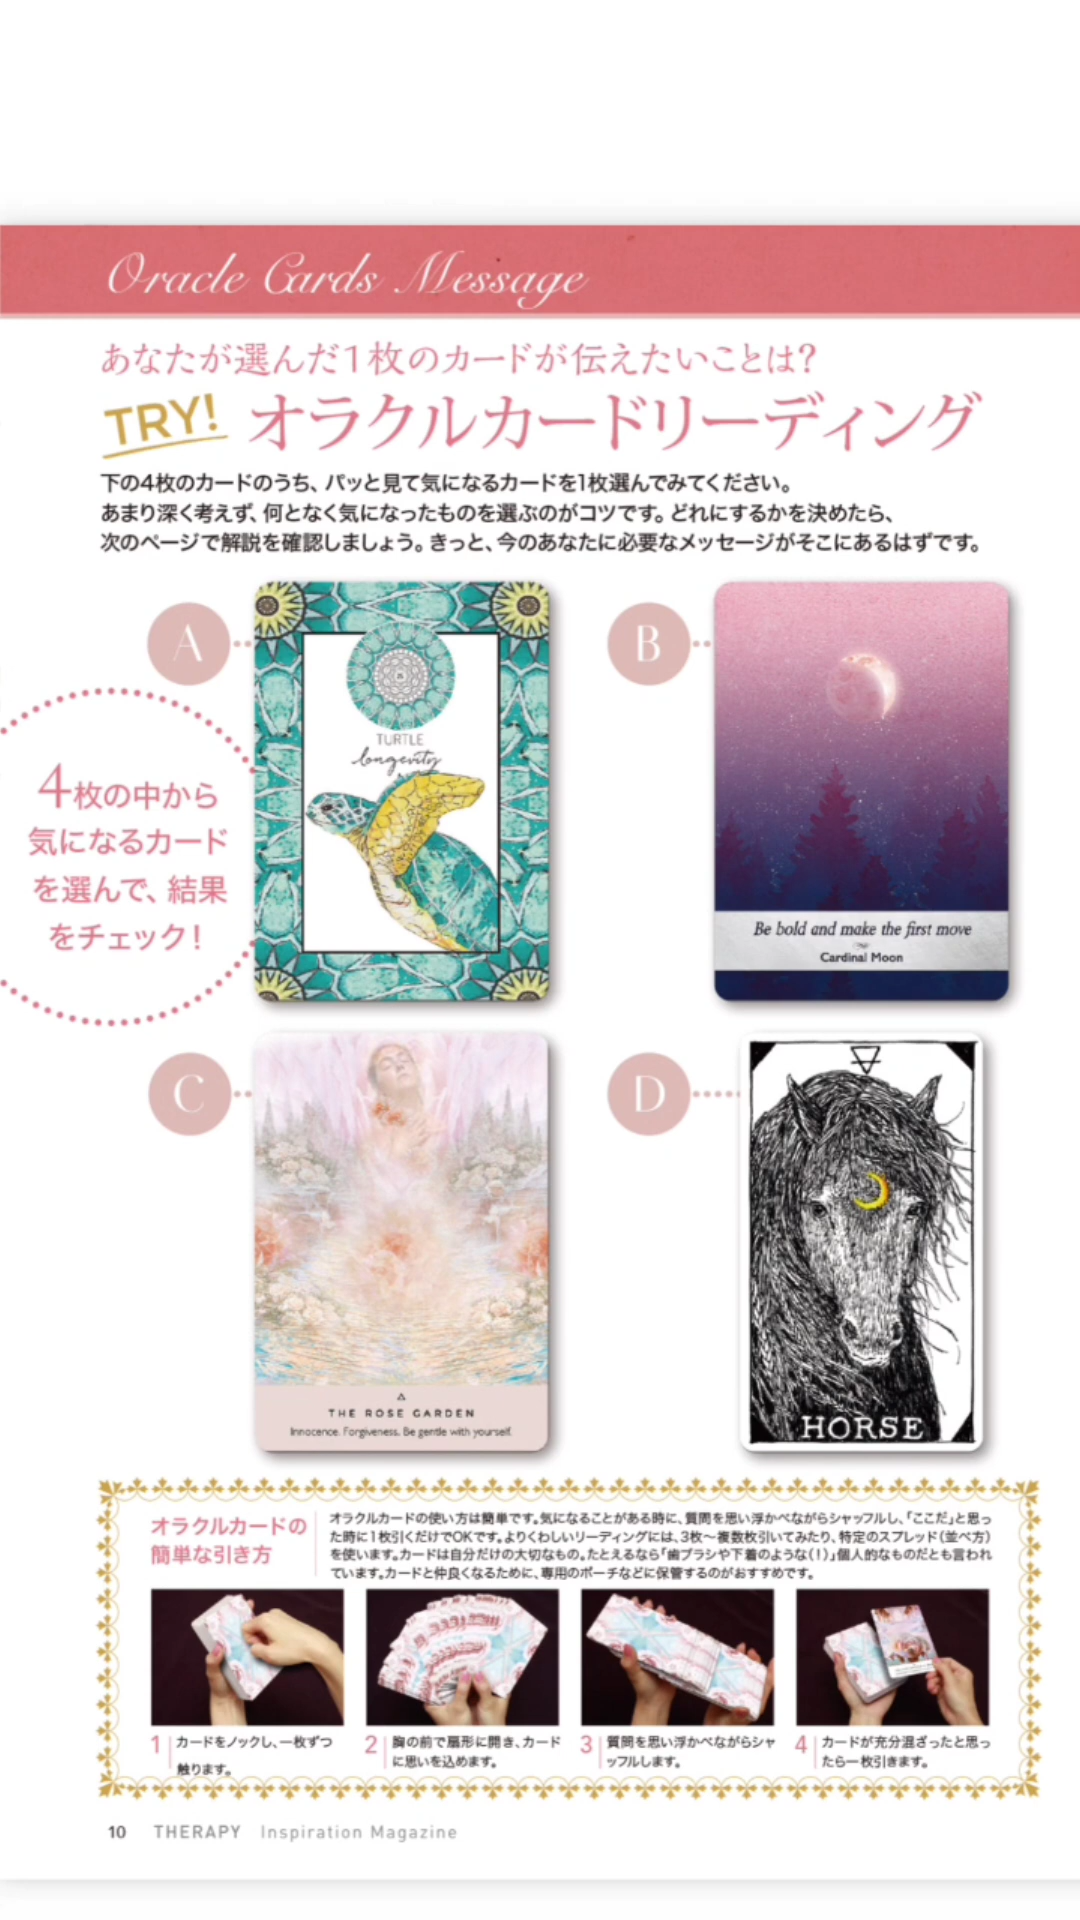 Oracle Cards Message
あなたが選んだ1枚のカードが伝えたいことは?
TRY! オラクルカードリーディング
下の4枚のカードのうち、パッと見て気になるカードを1枚選んでみてください。
あまり深く考えず、何となく気になったものを選ぶのがコツです。どれにするかを決めたら、
次のページで解説を確認しましょう。きっと、今のあなたに必要なメッセージがそこにあるはずです。
4枚の中から
気になるカード
を選んで、結果
をチェック!
A
TURTLE
longevity
B
Be bold and make the first move
Cardinal Moon
C
THE ROSE GARDEN
Innocence. Forgiveness. Be gentle with yourself.
D
HORSE
オラクルカードの
簡単な引き方
オラクルカードの使い方は簡単です。気になることがある時に、質問を思い浮かべながらシャッフルし、「ここだ」と思っ
た時に1枚引くだけでOKです。よりくわしいリーディングには、3枚〜複数枚引いてみたり、特定のスプレッド(並べ方)
を使います。カードは自分だけの大切なもの。たとえるなら「歯ブラシや下着のような(!)」個人的なものだとも言われ
ています。カードと仲良くなるために、専用のポーチなどに保管するのがおすすめです。
1 カードをノックし、一枚ずつ
触ります。
2 胸の前で扇形に開き、カード
に思いを込めます。
3 質問を思い浮かべながらシャ
ッフルします。
4 カードが充分混ざったと思っ
たら一枚引きます。
10 THERAPY Inspiration Magazine